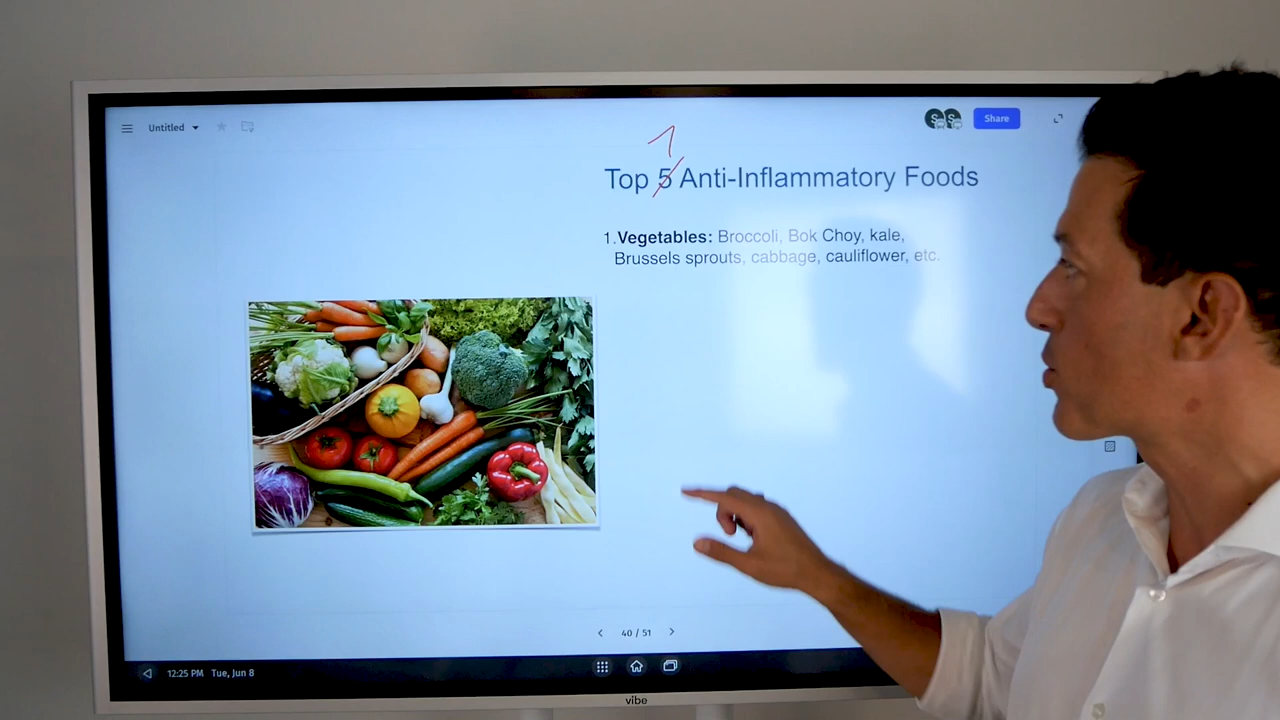 Untitled
S S
Share
1
Top 5 Anti-Inflammatory Foods
1.Vegetables: Broccoli, Bok Choy, kale,
Brussels sprouts, cabbage, cauliflower, etc.
40 / 51
12:25 PM Tue, Jun 8
vibe